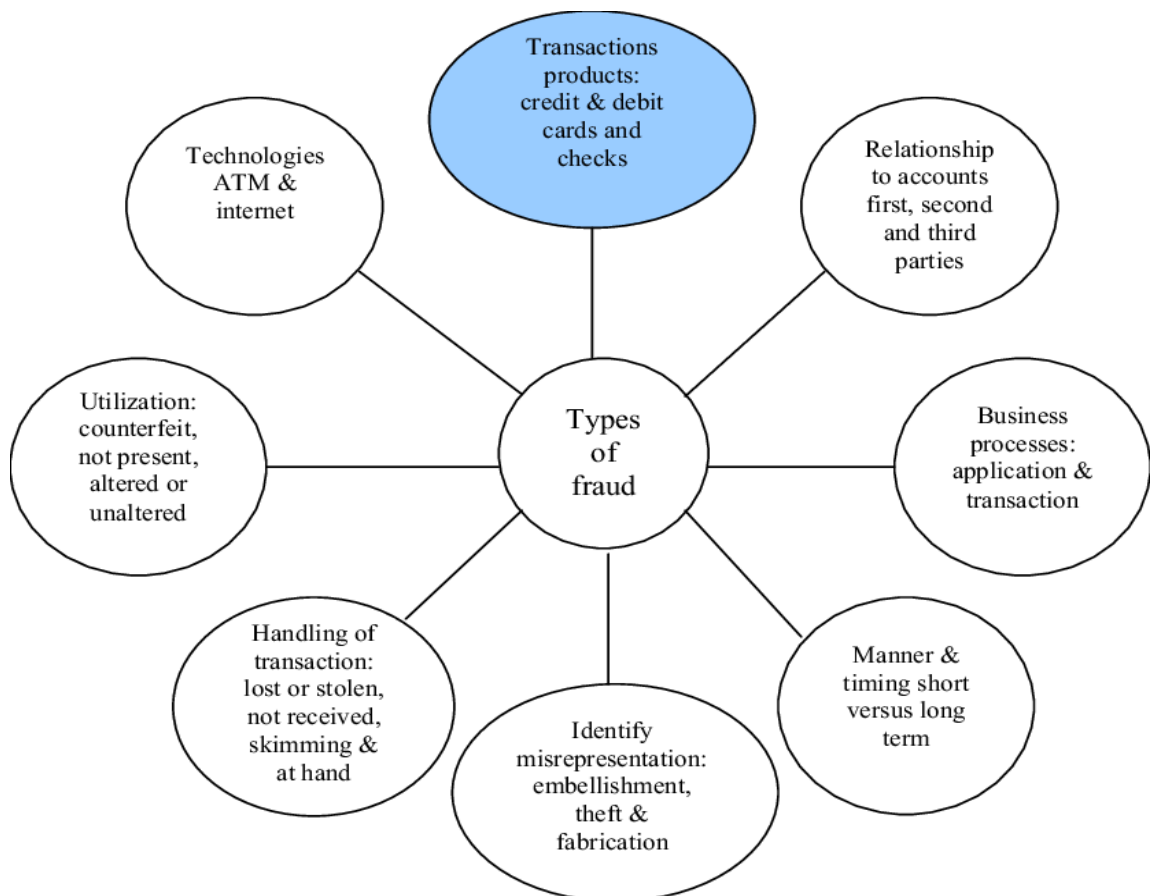 Transactions
products:
credit & debit
cards and
checks
Technologies
ATM &
internet
Relationship
to accounts
first, second
and third
parties
Utilization:
counterfeit,
not present,
altered or
unaltered
Types
of
fraud
Business
processes:
application &
transaction
Handling of
transaction:
lost or stolen,
not received,
skimming &
at hand
Identify
misrepresentation:
embellishment,
theft &
fabrication
Manner &
timing short
versus long
term